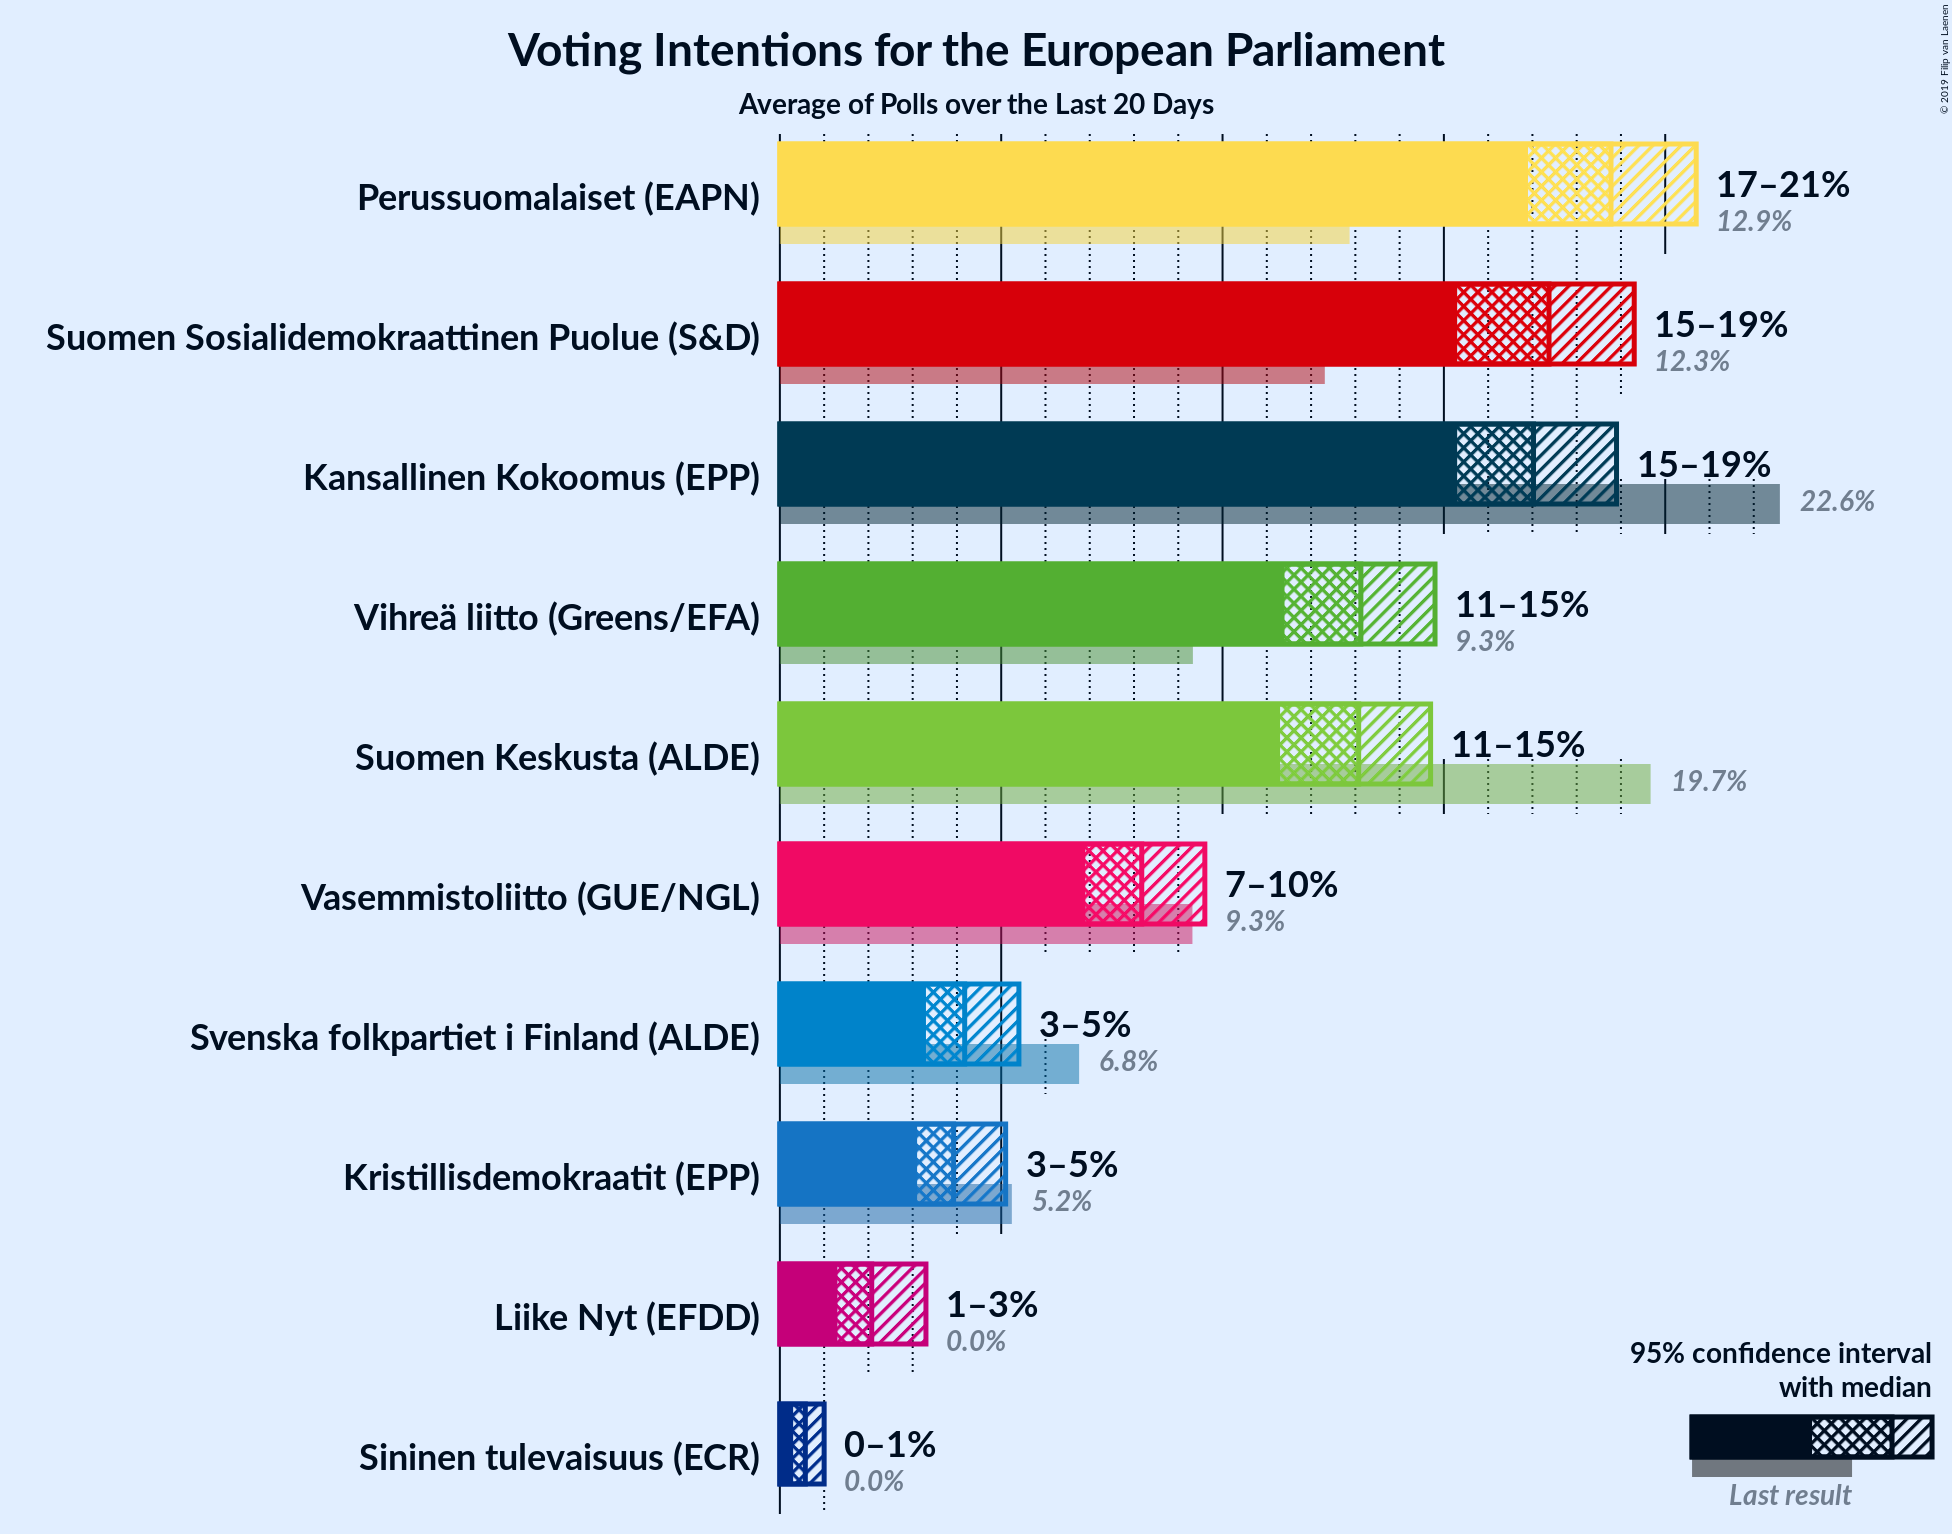 Voting Intentions for the European Parliament
Average of Polls over the Last 20 Days
© 2019 Filip van Laenen
Perussuomalaiset (EAPN)
17–21%
12.9%
Suomen Sosialidemokraattinen Puolue (S&D)
15–19%
12.3%
Kansallinen Kokoomus (EPP)
15–19%
22.6%
Vihreä liitto (Greens/EFA)
11–15%
9.3%
Suomen Keskusta (ALDE)
11–15%
19.7%
Vasemmistoliitto (GUE/NGL)
7–10%
9.3%
Svenska folkpartiet i Finland (ALDE)
3–5%
6.8%
Kristillisdemokraatit (EPP)
3–5%
5.2%
Liike Nyt (EFDD)
1–3%
0.0%
Sininen tulevaisuus (ECR)
0–1%
0.0%
95% confidence interval
with median
Last result